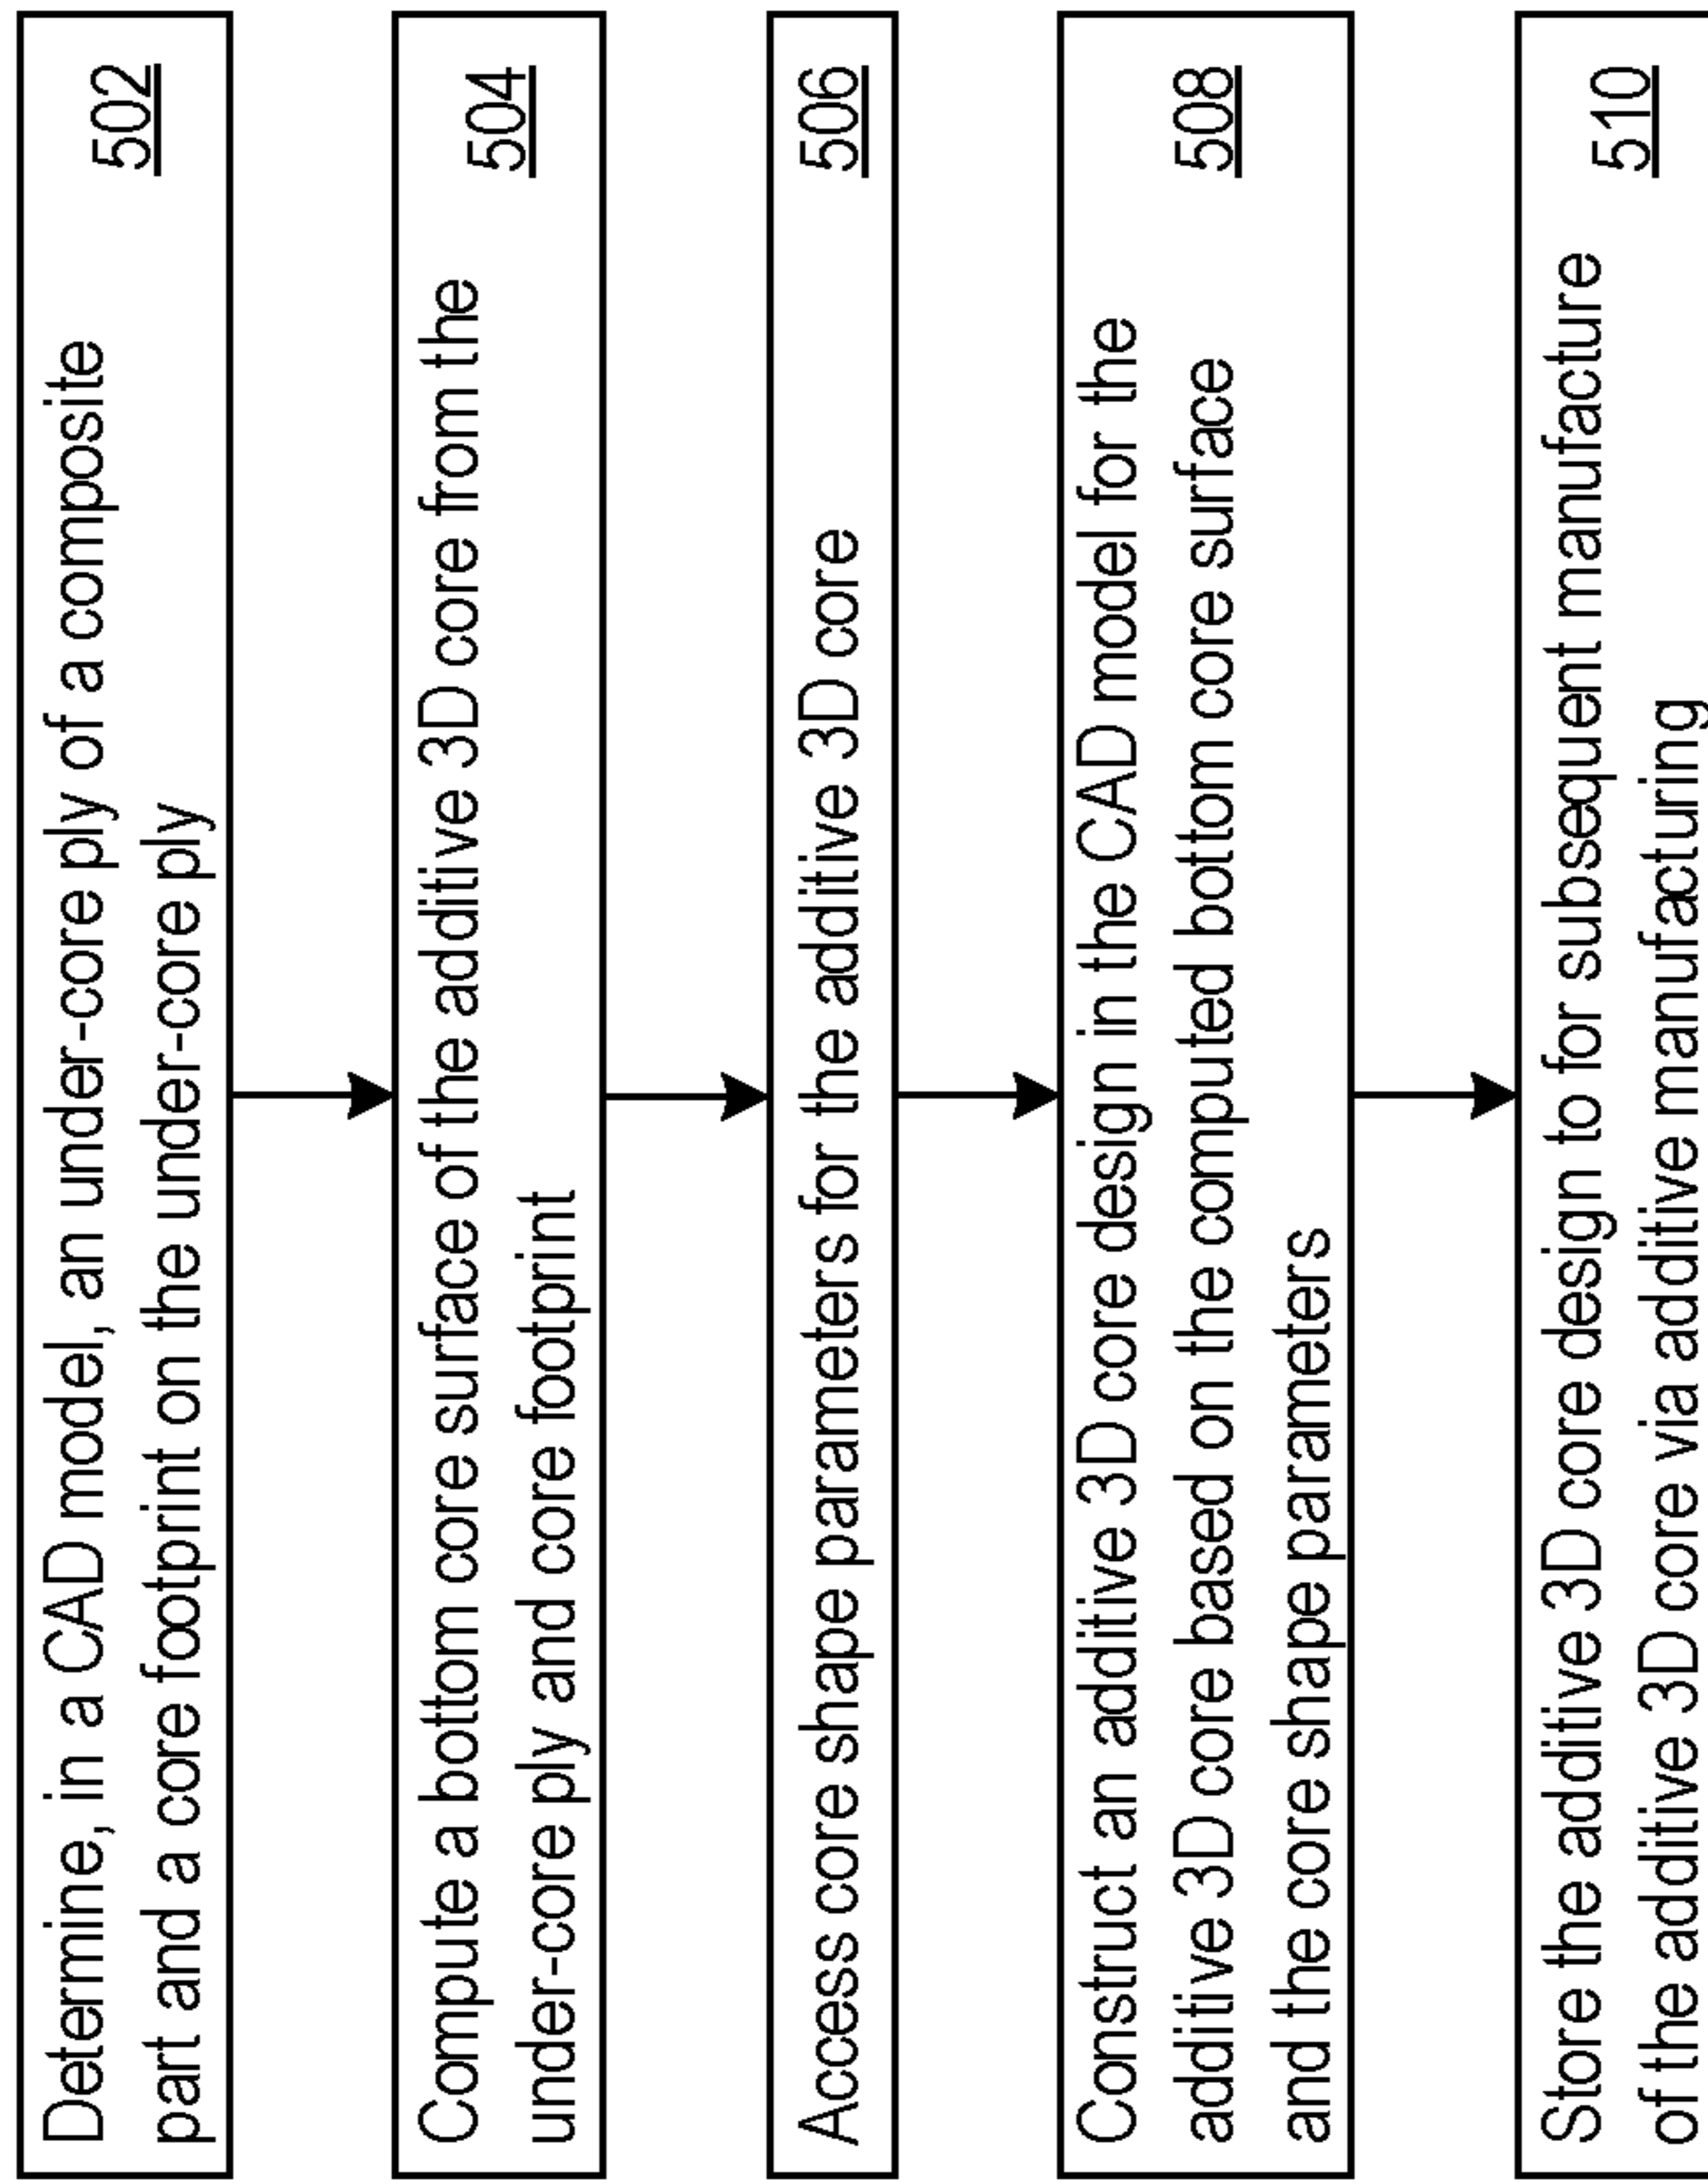 Determine, in a CAD model, an under-core ply of a composite
part and a core footprint on the under-core ply
502
Compute a bottom core surface of the additive 3D core from the
under-core ply and core footprint
504
Access core shape parameters for the additive 3D core
506
Construct an additive 3D core design in the CAD model for the
additive 3D core based on the computed bottom core surface
and the core shape parameters
508
Store the additive 3D core design to for subsequent manufacture
of the additive 3D core via additive manufacturing
510